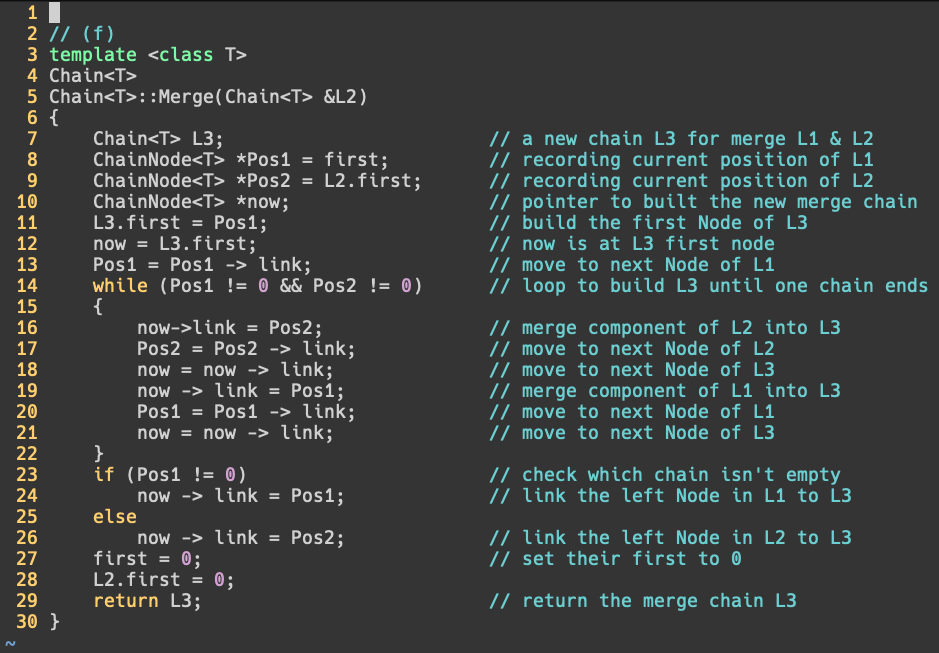 1
2 // (f)
3 template <class T>
4 Chain<T>
5 Chain<T>::Merge(Chain<T> &L2)
6 {
7     Chain<T> L3;                        // a new chain L3 for merge L1 & L2
8     ChainNode<T> *Pos1 = first;         // recording current position of L1
9     ChainNode<T> *Pos2 = L2.first;      // recording current position of L2
10     ChainNode<T> *now;                  // pointer to built the new merge chain
11     L3.first = Pos1;                    // build the first Node of L3
12     now = L3.first;                     // now is at L3 first node
13     Pos1 = Pos1 -> link;                // move to next Node of L1
14     while (Pos1 != 0 && Pos2 != 0)      // loop to build L3 until one chain ends
15     {
16         now->link = Pos2;               // merge component of L2 into L3
17         Pos2 = Pos2 -> link;            // move to next Node of L2
18         now = now -> link;              // move to next Node of L3
19         now -> link = Pos1;             // merge component of L1 into L3
20         Pos1 = Pos1 -> link;            // move to next Node of L1
21         now = now -> link;              // move to next Node of L3
22     }
23     if (Pos1 != 0)                      // check which chain isn't empty
24         now -> link = Pos1;             // link the left Node in L1 to L3
25     else
26         now -> link = Pos2;             // link the left Node in L2 to L3
27     first = 0;                          // set their first to 0
28     L2.first = 0;
29     return L3;                          // return the merge chain L3
30 }
~